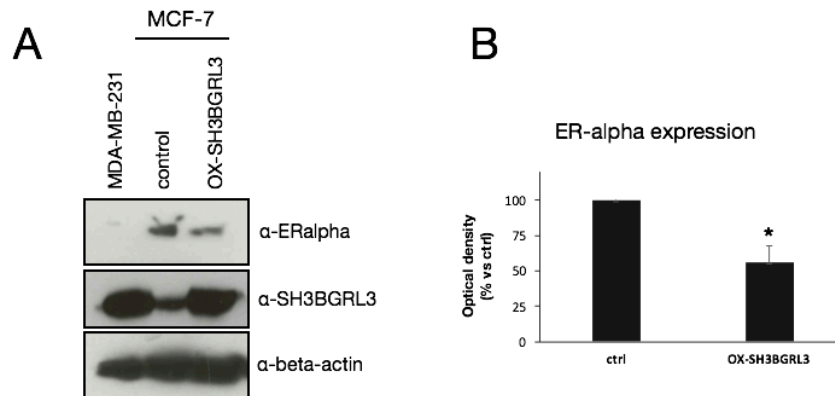 A
MCF-7
MDA-MB-231
control
OX-SH3BGRL3
α-ERalpha
α-SH3BGRL3
α-beta-actin
B
ER-alpha expression
Optical density
(% vs ctrl)
100
75
50
25
0
*
ctrl
OX-SH3BGRL3